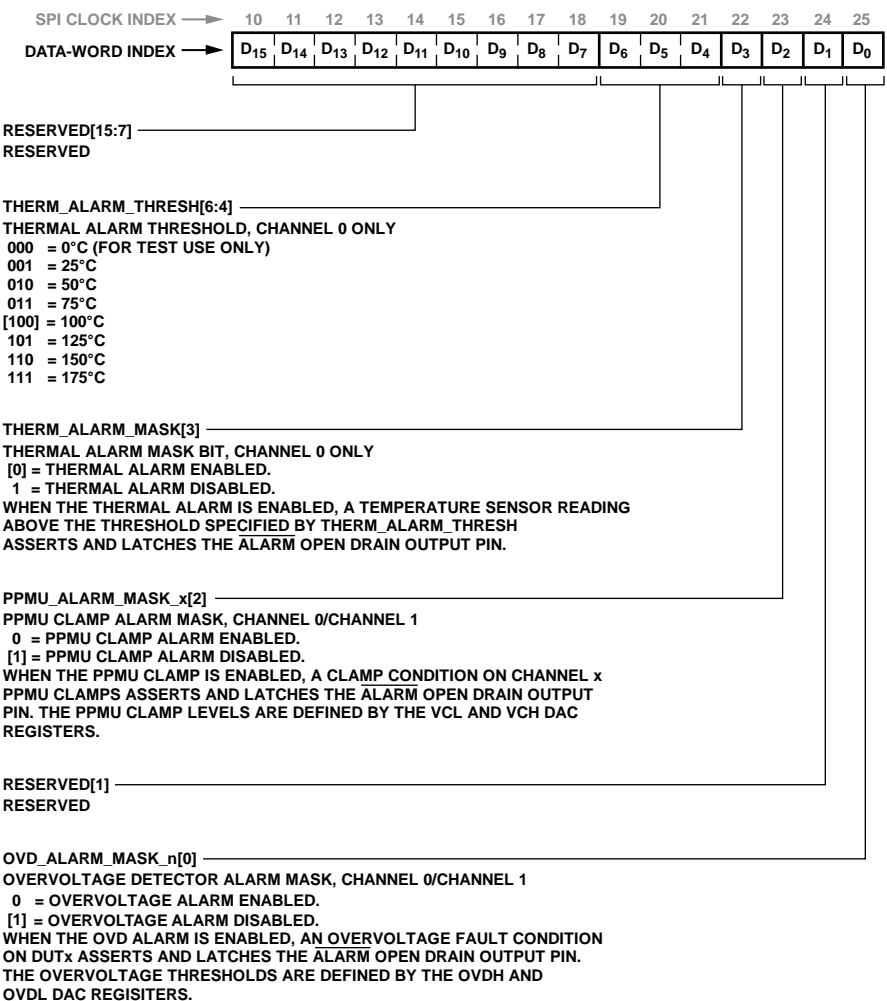 SPI CLOCK INDEX 10 11 12 13 14 15 16 17 18 19 20 21 22 23 24 25
DATA-WORD INDEX D15 D14 D13 D12 D11 D10 D9 D8 D7 D6 D5 D4 D3 D2 D1 D0
RESERVED[15:7]
RESERVED
THERM_ALARM_THRESH[6:4]
THERMAL ALARM THRESHOLD, CHANNEL 0 ONLY
000 = 0°C (FOR TEST USE ONLY)
001 = 25°C
010 = 50°C
011 = 75°C
[100] = 100°C
101 = 125°C
110 = 150°C
111 = 175°C
THERM_ALARM_MASK[3]
THERMAL ALARM MASK BIT, CHANNEL 0 ONLY
[0] = THERMAL ALARM ENABLED.
1 = THERMAL ALARM DISABLED.
WHEN THE THERMAL ALARM IS ENABLED, A TEMPERATURE SENSOR READING
ABOVE THE THRESHOLD SPECIFIED BY THERM_ALARM_THRESH
ASSERTS AND LATCHES THE ALARM OPEN DRAIN OUTPUT PIN.
PPMU_ALARM_MASK_x[2]
PPMU CLAMP ALARM MASK, CHANNEL 0/CHANNEL 1
0 = PPMU CLAMP ALARM ENABLED.
[1] = PPMU CLAMP ALARM DISABLED.
WHEN THE PPMU CLAMP IS ENABLED, A CLAMP CONDITION ON CHANNEL x
PPMU CLAMPS ASSERTS AND LATCHES THE ALARM OPEN DRAIN OUTPUT
PIN. THE PPMU CLAMP LEVELS ARE DEFINED BY THE VCL AND VCH DAC
REGISTERS.
RESERVED[1]
RESERVED
OVD_ALARM_MASK_n[0]
OVERVOLTAGE DETECTOR ALARM MASK, CHANNEL 0/CHANNEL 1
0 = OVERVOLTAGE ALARM ENABLED.
[1] = OVERVOLTAGE ALARM DISABLED.
WHEN THE OVD ALARM IS ENABLED, AN OVERVOLTAGE FAULT CONDITION
ON DUTx ASSERTS AND LATCHES THE ALARM OPEN DRAIN OUTPUT PIN.
THE OVERVOLTAGE THRESHOLDS ARE DEFINED BY THE OVDH AND
OVDL DAC REGISITERS.